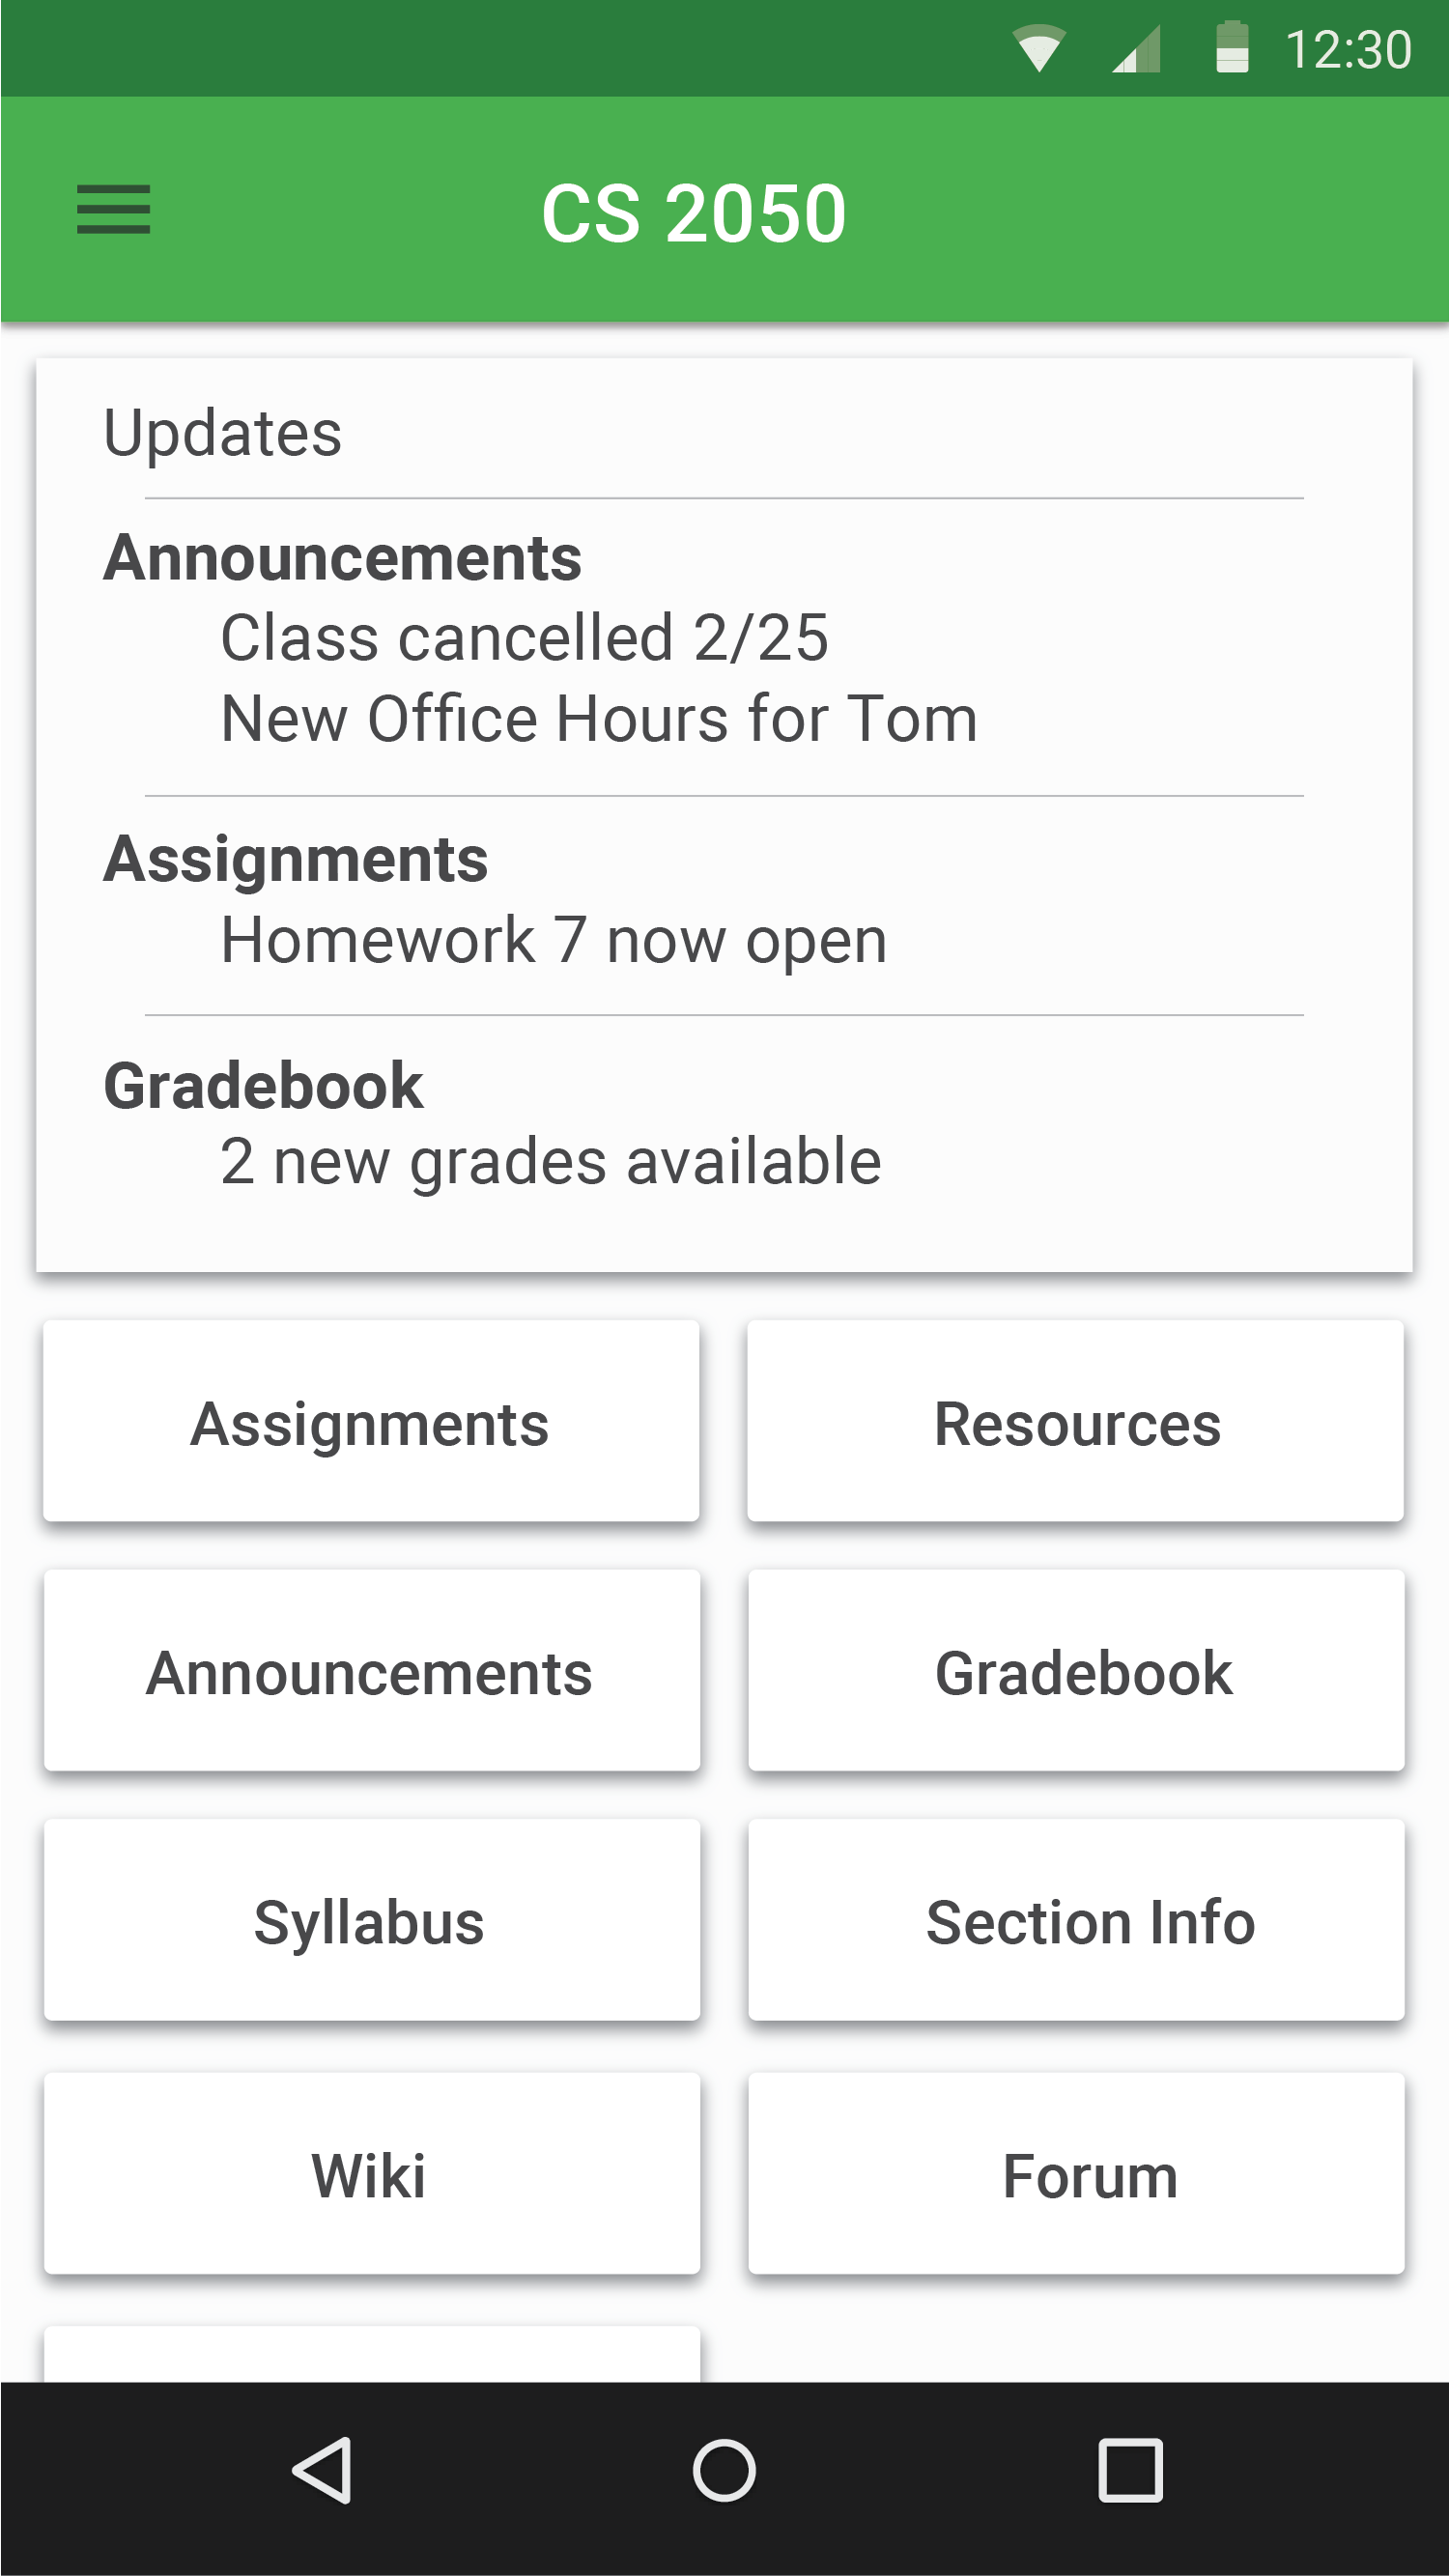 12:30
CS 2050
Updates
Announcements
Class cancelled 2/25
New Office Hours for Tom
Assignments
Homework 7 now open
Gradebook
2 new grades available
Assignments
Resources
Announcements
Gradebook
Syllabus
Section Info
Wiki
Forum